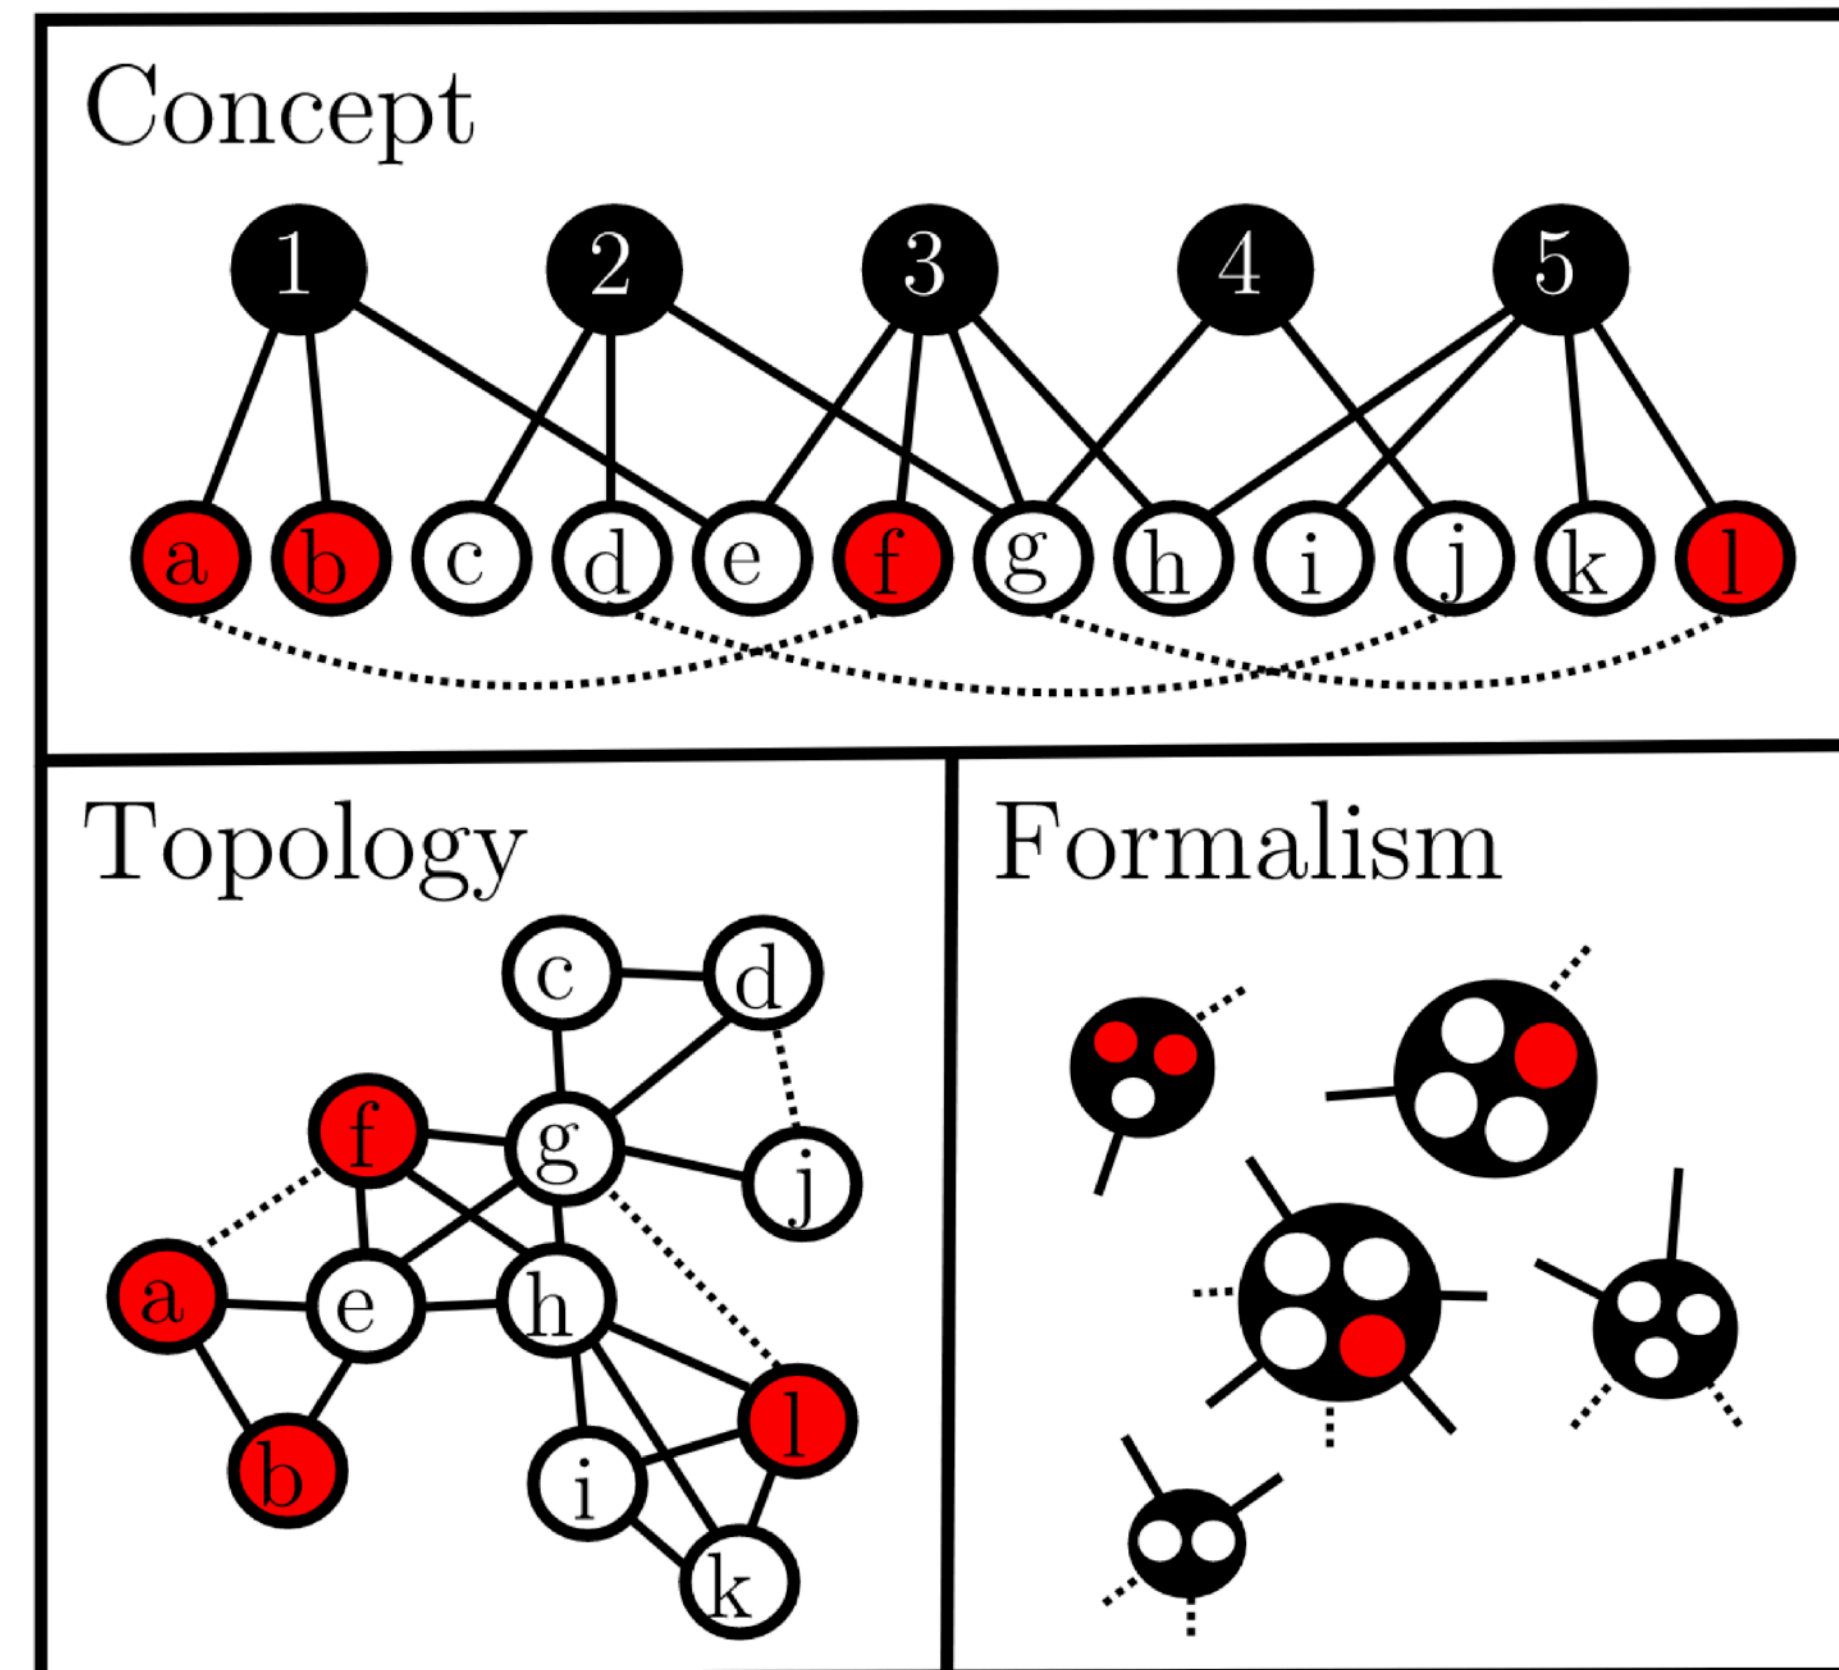 Concept
1 2 3 4 5
a b c d e f g h i j k l
Topology
c d
f g j
a e h
b i l
k
Formalism